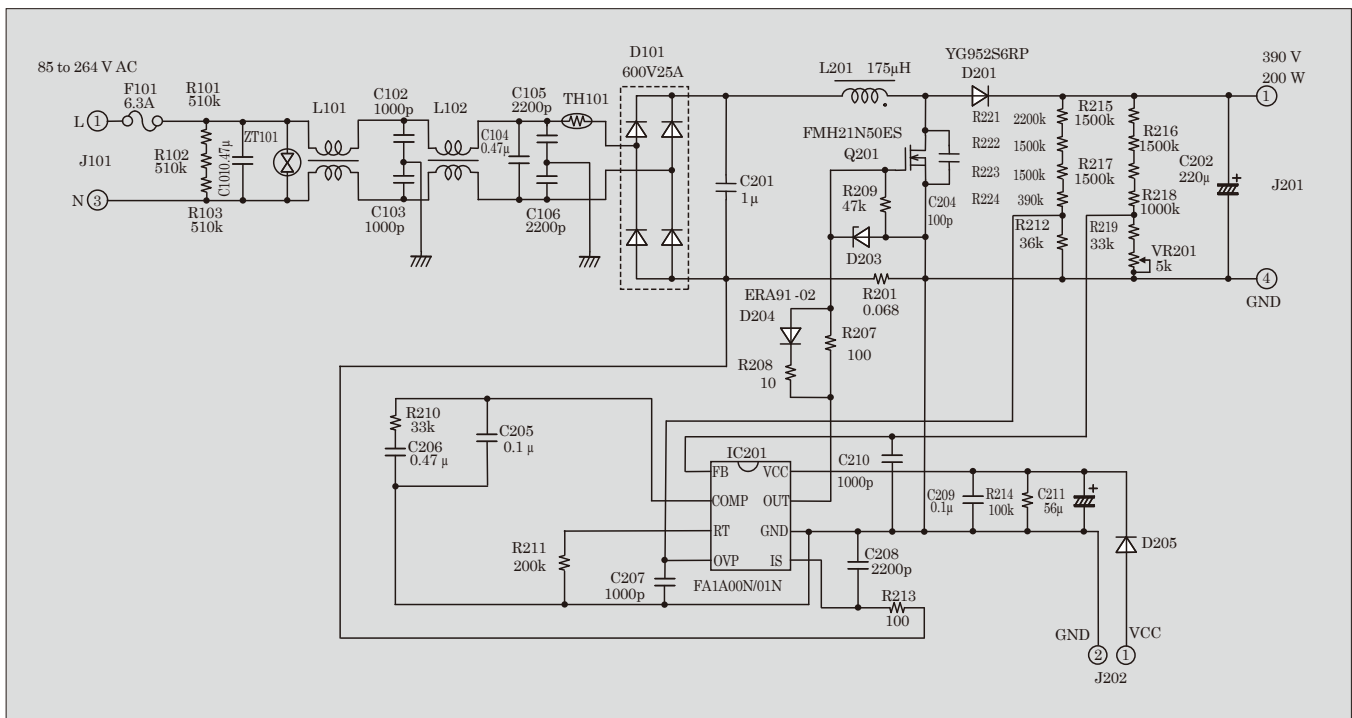 85 to 264 V AC
F101
6.3A
R101
510k
L 1
J101
N 3
R102
510k
R103
510k
C101 0.47μ
ZT101
L101
C102
1000p
C103
1000p
L102
C104
0.47μ
C105
2200p
C106
2200p
TH101
D101
600V25A
C201
1μ
L201 175μH
YG952S6RP
D201
FMH21N50ES
Q201
R209
47k
C204
100p
D203
R201
0.068
R221 2200k
R222 1500k
R223 1500k
R224 390k
R212
36k
R215
1500k
R217
1500k
R216
1500k
R218
1000k
R219
33k
VR201
5k
C202
220μ
+
390 V
200 W
1
J201
4
GND
ERA91-02
D204
R208
10
R207
100
R210
33k
C206
0.47 μ
C205
0.1 μ
IC201
FB VCC
COMP OUT
RT GND
OVP IS
FA1A00N/01N
R211
200k
C207
1000p
C210
1000p
C208
2200p
R213
100
C209
0.1μ
R214
100k
C211
56μ
+
D205
GND VCC
2 1
J202